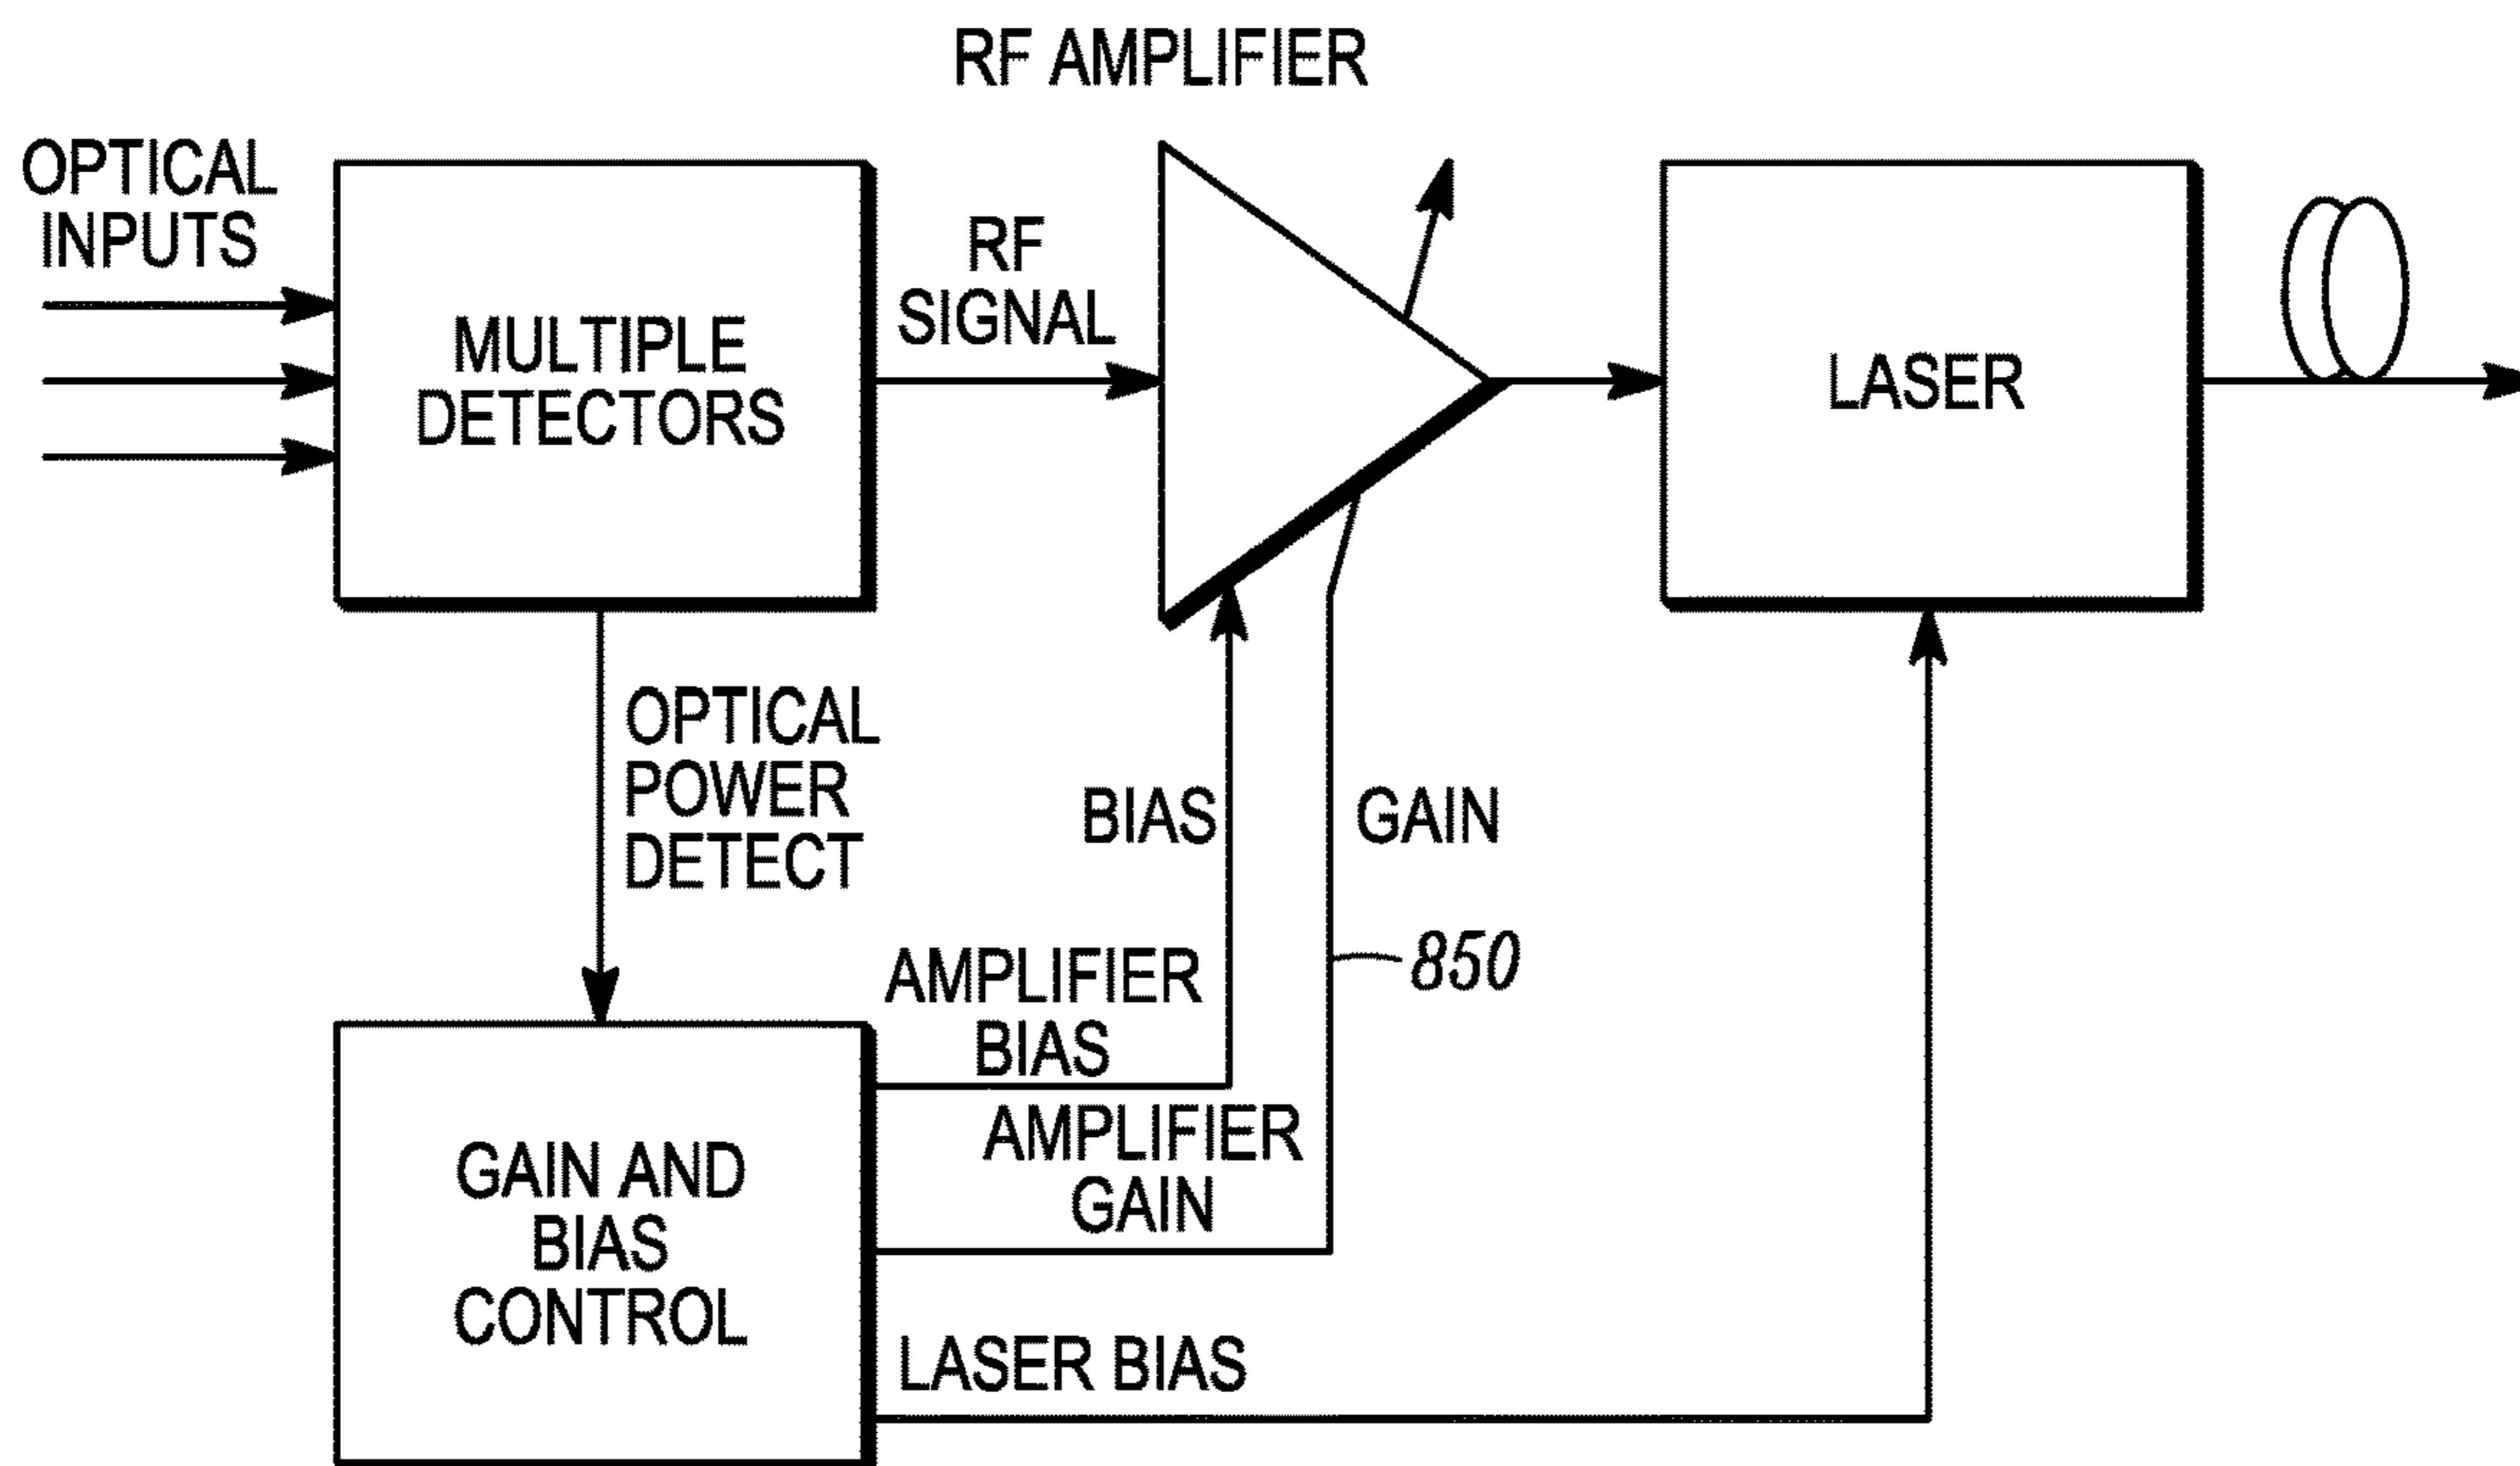 RF AMPLIFIER
OPTICAL
INPUTS
MULTIPLE
DETECTORS
RF
SIGNAL
LASER
OPTICAL
POWER
DETECT
BIAS
GAIN
850
AMPLIFIER
BIAS
AMPLIFIER
GAIN
GAIN AND
BIAS
CONTROL
LASER BIAS